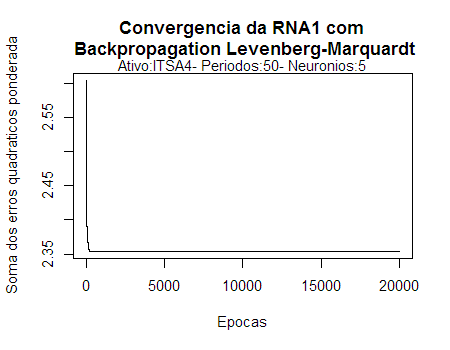 Convergencia da RNA1 com
Backpropagation Levenberg-Marquardt
Ativo:ITSA4- Periodos:50- Neuronios:5
Soma dos erros quadraticos ponderada
2.55
2.45
2.35
0 5000 10000 15000 20000
Epocas